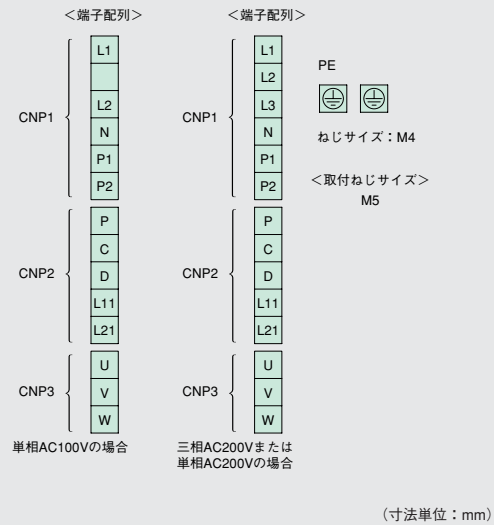 ＜端子配列＞
CNP1
L1
L2
N
P1
P2
CNP2
P
C
D
L11
L21
CNP3
U
V
W
単相AC100Vの場合
＜端子配列＞
CNP1
L1
L2
L3
N
P1
P2
CNP2
P
C
D
L11
L21
CNP3
U
V
W
三相AC200Vまたは
単相AC200Vの場合
PE
ねじサイズ：M4
＜取付ねじサイズ＞
M5
（寸法単位：mm）